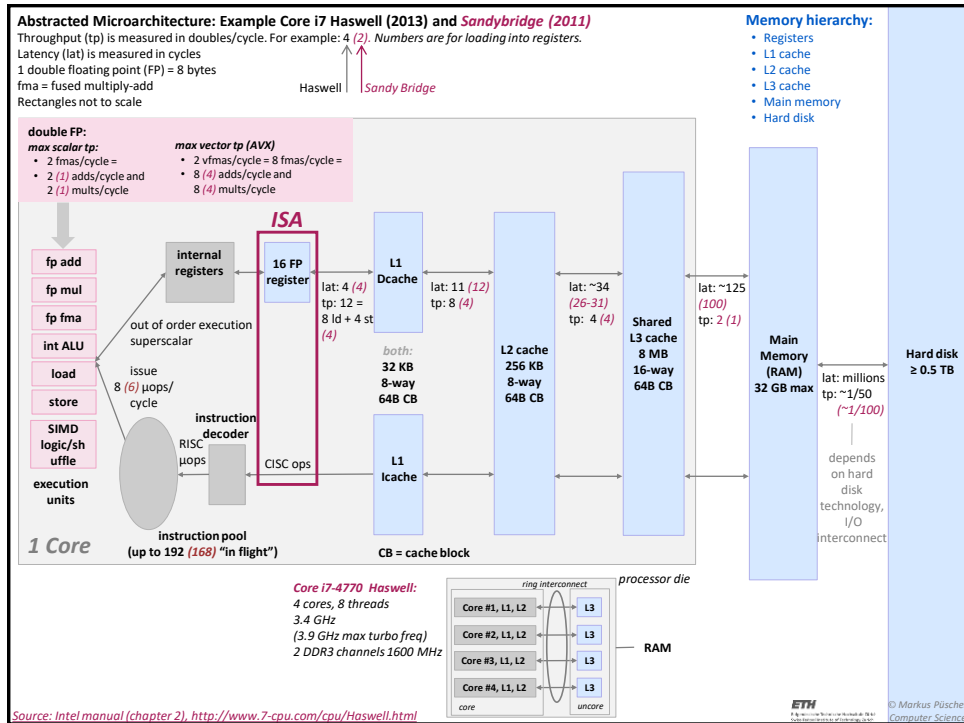 Abstracted Microarchitecture: Example Core i7 Haswell (2013) and Sandybridge (2011)
Throughput (tp) is measured in doubles/cycle. For example: 4 (2). Numbers are for loading into registers.
Latency (lat) is measured in cycles
1 double floating point (FP) = 8 bytes
fma = fused multiply-add
Rectangles not to scale
Haswell
Sandy Bridge
Memory hierarchy:
• Registers
• L1 cache
• L2 cache
• L3 cache
• Main memory
• Hard disk
double FP:
max scalar tp:
• 2 fmas/cycle =
• 2 (1) adds/cycle and
2 (1) mults/cycle
max vector tp (AVX)
• 2 vfmas/cycle = 8 fmas/cycle =
• 8 (4) adds/cycle and
8 (4) mults/cycle
ISA
fp add
fp mul
fp fma
int ALU
load
store
SIMD
logic/sh
uffle
execution
units
internal
registers
16 FP
register
out of order execution
superscalar
issue
8 (6) μops/
cycle
instruction
decoder
RISC
μops
CISC ops
instruction pool
(up to 192 (168) "in flight")
1 Core
lat: 4 (4)
tp: 12 =
8 ld + 4 st
(4)
L1
Dcache
both:
32 KB
8-way
64B CB
L1
Icache
CB = cache block
lat: 11 (12)
tp: 8 (4)
L2 cache
256 KB
8-way
64B CB
lat: ~34
(26-31)
tp: 4 (4)
Shared
L3 cache
8 MB
16-way
64B CB
lat: ~125
(100)
tp: 2 (1)
Main
Memory
(RAM)
32 GB max
lat: millions
tp: ~1/50
(~1/100)
depends
on hard
disk
technology,
I/O
interconnect
Hard disk
≥ 0.5 TB
Core i7-4770 Haswell:
4 cores, 8 threads
3.4 GHz
(3.9 GHz max turbo freq)
2 DDR3 channels 1600 MHz
processor die
ring interconnect
Core #1, L1, L2
L3
Core #2, L1, L2
L3
Core #3, L1, L2
L3
Core #4, L1, L2
L3
core
uncore
RAM
Source: Intel manual (chapter 2), http://www.7-cpu.com/cpu/Haswell.html
ETH
© Markus Püsche
Computer Science